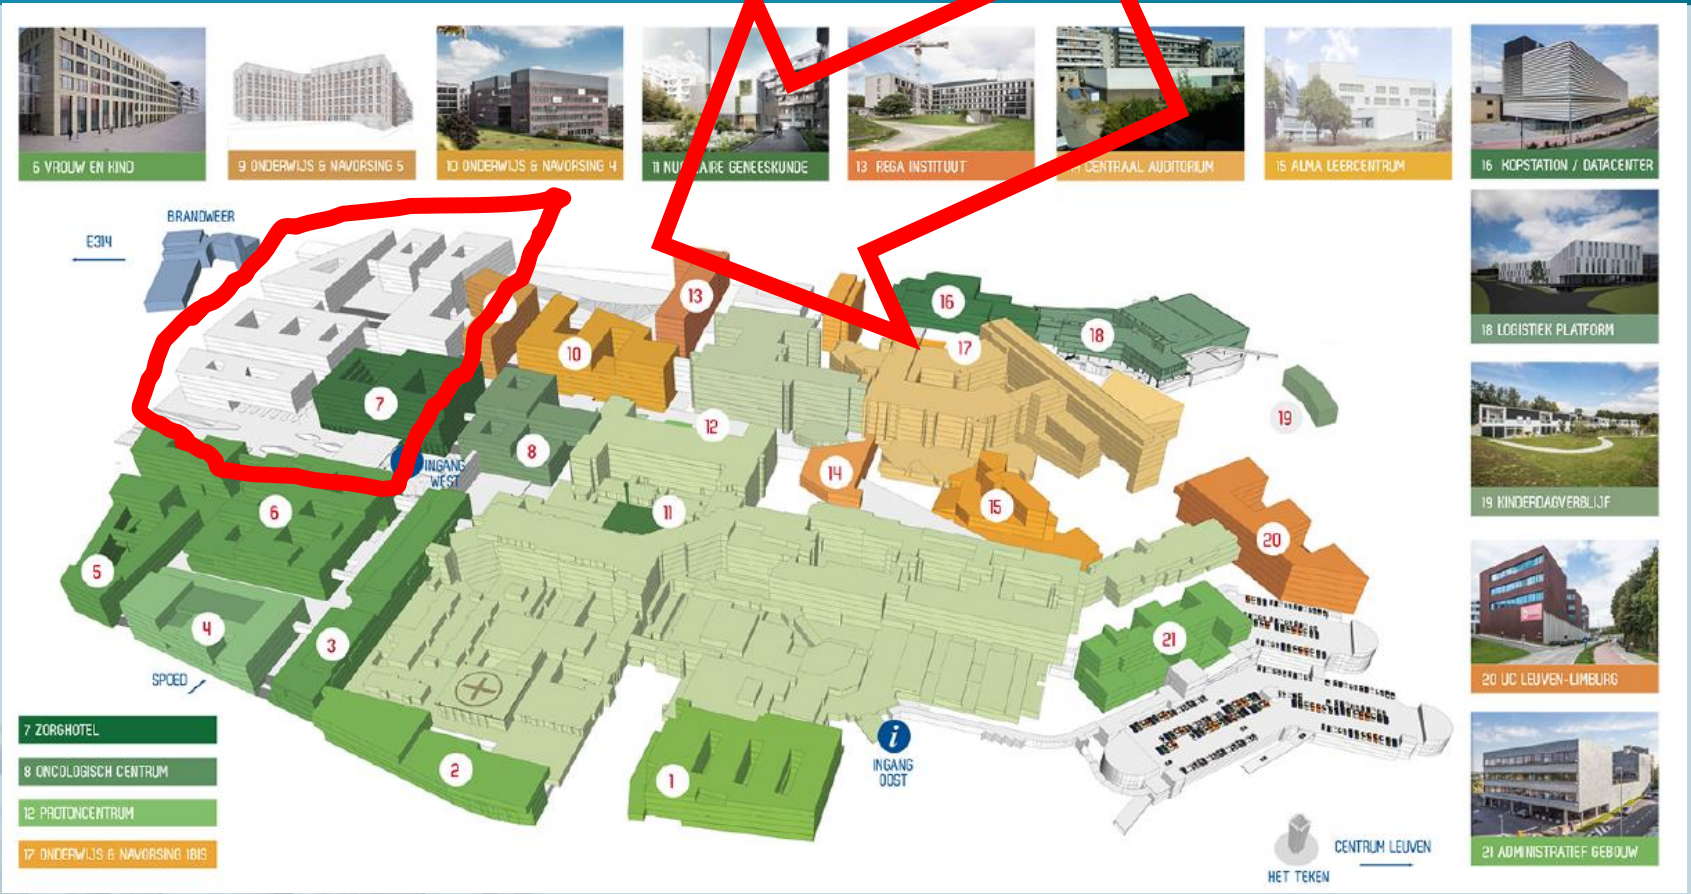 6 VROUW EN KIND
9 ONDERWIJS & NAVORSING 5
10 ONDERWIJS & NAVORSING 4
11 NUCLEAIRE GENEESKUNDE
13 REGA INSTITUUT
CENTRAAL AUDITORIUM
15 ALMA LEERCENTRUM
16 KOPSTATION / DATACENTER
BRANDWEER
E314
18 LOGISTIEK PLATFORM
13
16
18
10
17
7
19
12
8
14
INGANG
WEST
19 KINDERDAGVERBLIJF
6
11
15
20
5
4
3
21
SPOED
20 UC LEUVEN-LIMBURG
7 ZORGHOTEL
8 ONCOLOGISCH CENTRUM
12 PROTONCENTRUM
17 ONDERWIJS & NAVORSING 1BIS
2
1
i
INGANG
OOST
CENTRUM LEUVEN
HET TEKEN
21 ADMINISTRATIEF GEBOUW